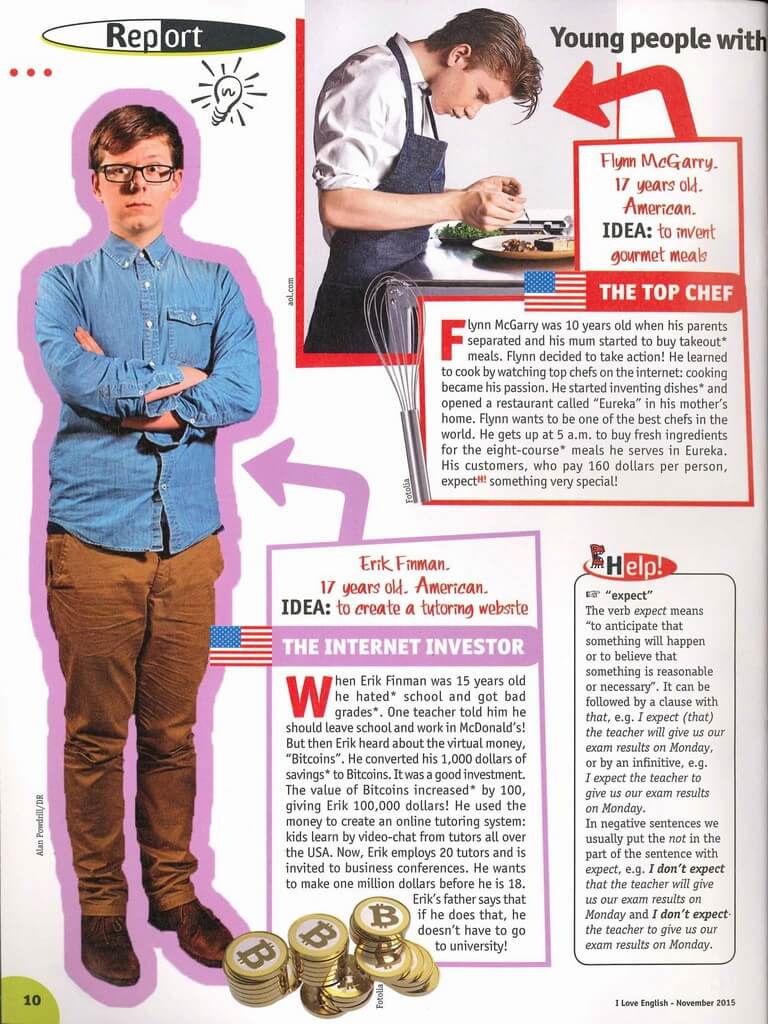 Report
Young people with
Flynn McGarry.
17 years old.
American.
IDEA: to invent
gourmet meals
THE TOP CHEF
Flynn McGarry was 10 years old when his parents
separated and his mum started to buy takeout*
meals. Flynn decided to take action! He learned
to cook by watching top chefs on the internet: cooking
became his passion. He started inventing dishes* and
opened a restaurant called "Eureka" in his mother's
home. Flynn wants to be one of the best chefs in the
world. He gets up at 5 a.m. to buy fresh ingredients
for the eight-course* meals he serves in Eureka.
His customers, who pay 160 dollars per person,
expectH! something very special!
aol.com
Fotolia
Erik Finman.
17 years old. American.
IDEA: to create a tutoring website
THE INTERNET INVESTOR
When Erik Finman was 15 years old
he hated* school and got bad
grades*. One teacher told him he
should leave school and work in McDonald's!
But then Erik heard about the virtual money,
"Bitcoins". He converted his 1,000 dollars of
savings* to Bitcoins. It was a good investment.
The value of Bitcoins increased* by 100,
giving Erik 100,000 dollars! He used the
money to create an online tutoring system:
kids learn by video-chat from tutors all over
the USA. Now, Erik employs 20 tutors and is
invited to business conferences. He wants
to make one million dollars before he is 18.
Erik's father says that
if he does that, he
doesn't have to go
to university!
Alan Powdrill/DR
Fotolia
Help!
☞ "expect"
The verb expect means
"to anticipate that
something will happen
or to believe that
something is reasonable
or necessary". It can be
followed by a clause with
that, e.g. I expect (that)
the teacher will give us our
exam results on Monday,
or by an infinitive, e.g.
I expect the teacher to
give us our exam results
on Monday.
In negative sentences we
usually put the not in the
part of the sentence with
expect, e.g. I don't expect
that the teacher will give
us our exam results on
Monday and I don't expect
the teacher to give us our
exam results on Monday.
10
I Love English - November 2015